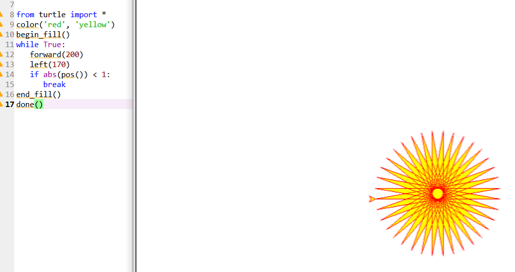 7
8 from turtle import *
9 color('red', 'yellow')
10 begin_fill()
11 while True:
12    forward(200)
13    left(170)
14    if abs(pos()) < 1:
15       break
16 end_fill()
17 done()